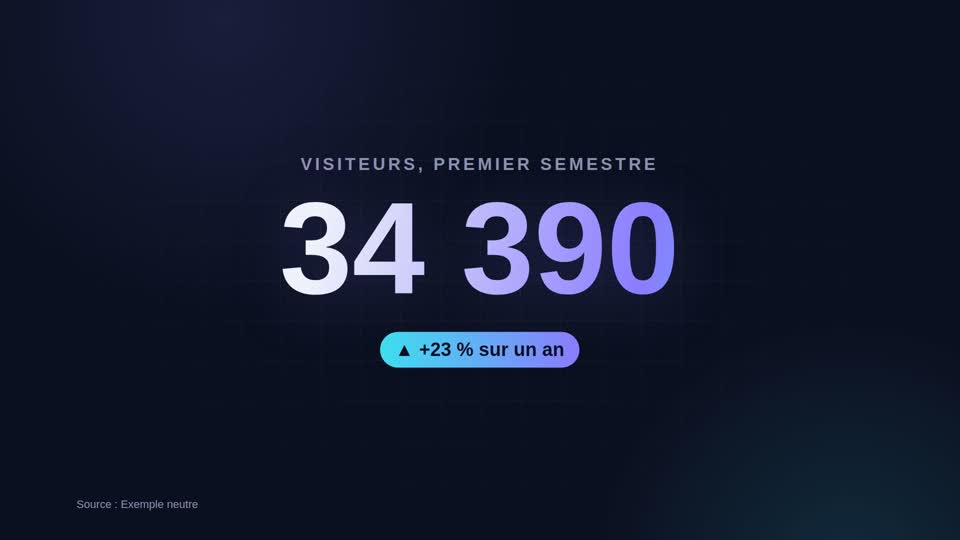 VISITEURS, PREMIER SEMESTRE
34 390
▲ +23 % sur un an
Source : Exemple neutre